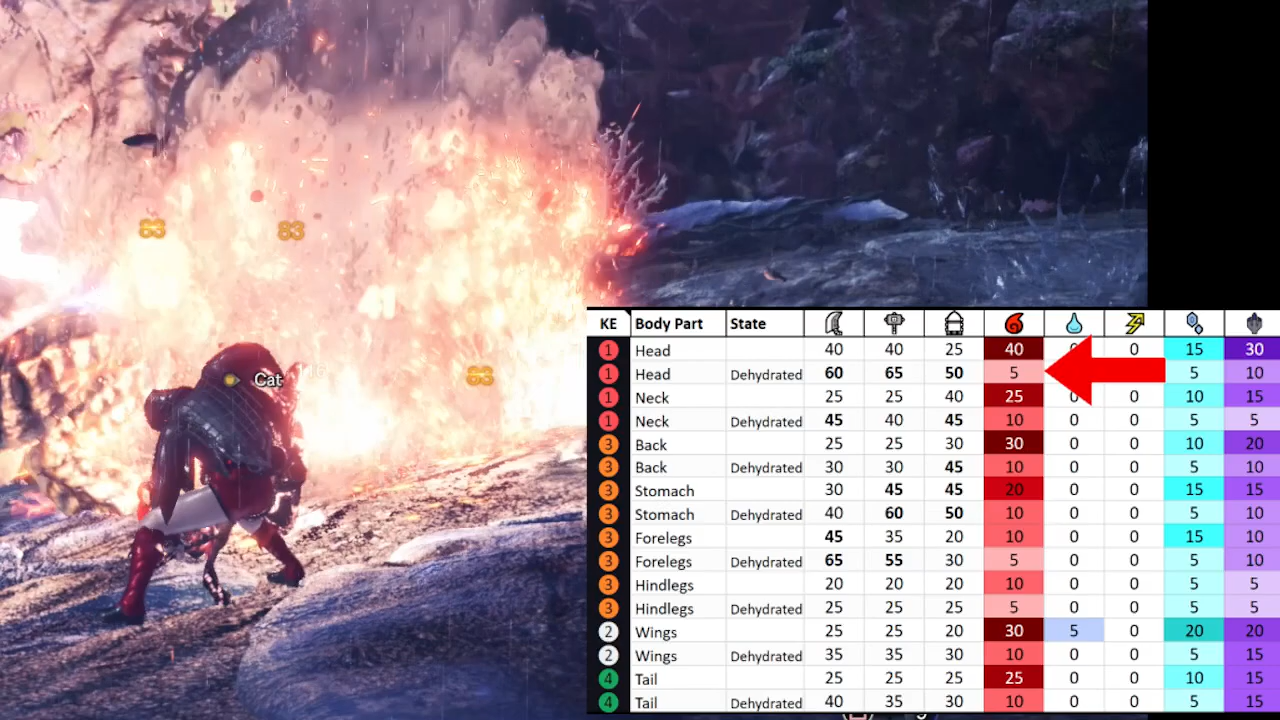 83 83
83
Cat 116
KE Body Part State
1 Head 40 40 25 40 0 15 30
1 Head Dehydrated 60 65 50 5 5 10
1 Neck 25 25 40 25 0 0 10 15
1 Neck Dehydrated 45 40 45 10 0 0 5 5
3 Back 25 25 30 30 0 0 10 20
3 Back Dehydrated 30 30 45 10 0 0 5 10
3 Stomach 30 45 45 20 0 0 15 15
3 Stomach Dehydrated 40 60 50 10 0 0 5 10
3 Forelegs 45 35 20 10 0 0 15 10
3 Forelegs Dehydrated 65 55 30 5 0 0 5 10
3 Hindlegs 20 20 20 10 0 0 5 5
3 Hindlegs Dehydrated 25 25 25 5 0 0 5 5
2 Wings 25 25 20 30 5 0 20 20
2 Wings Dehydrated 35 35 30 10 0 0 5 15
4 Tail 25 25 25 25 0 0 10 15
4 Tail Dehydrated 40 35 30 10 0 0 5 15